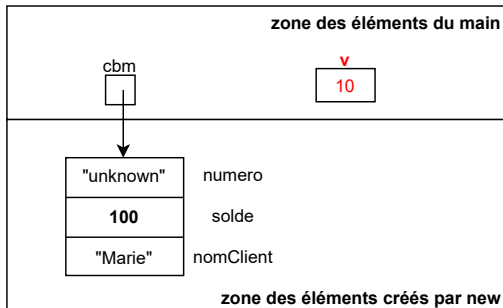 zone des éléments du main
cbm
v
10
"unknown" numero
100 solde
"Marie" nomClient
zone des éléments créés par new